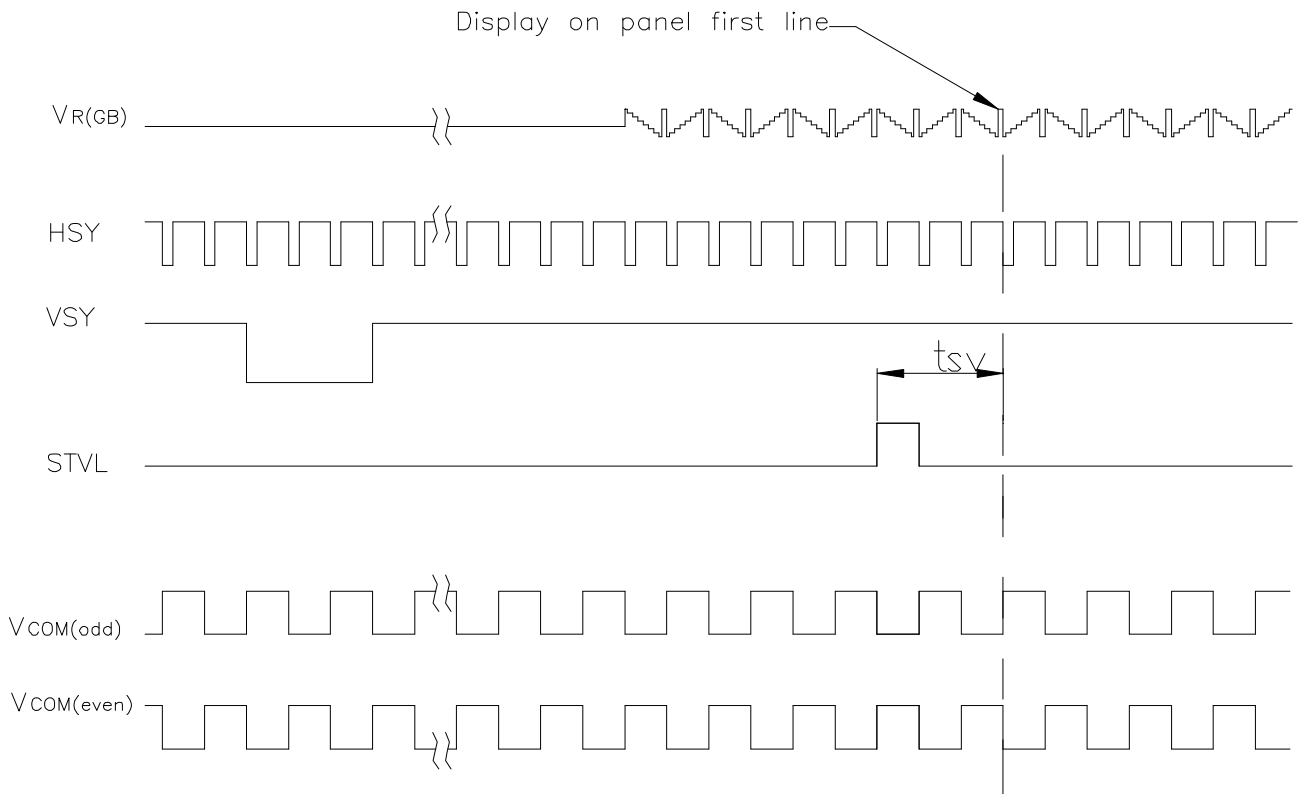 Display on panel first line
VR(GB)
HSY
VSY
tsv
STVL
VCOM(odd)
VCOM(even)